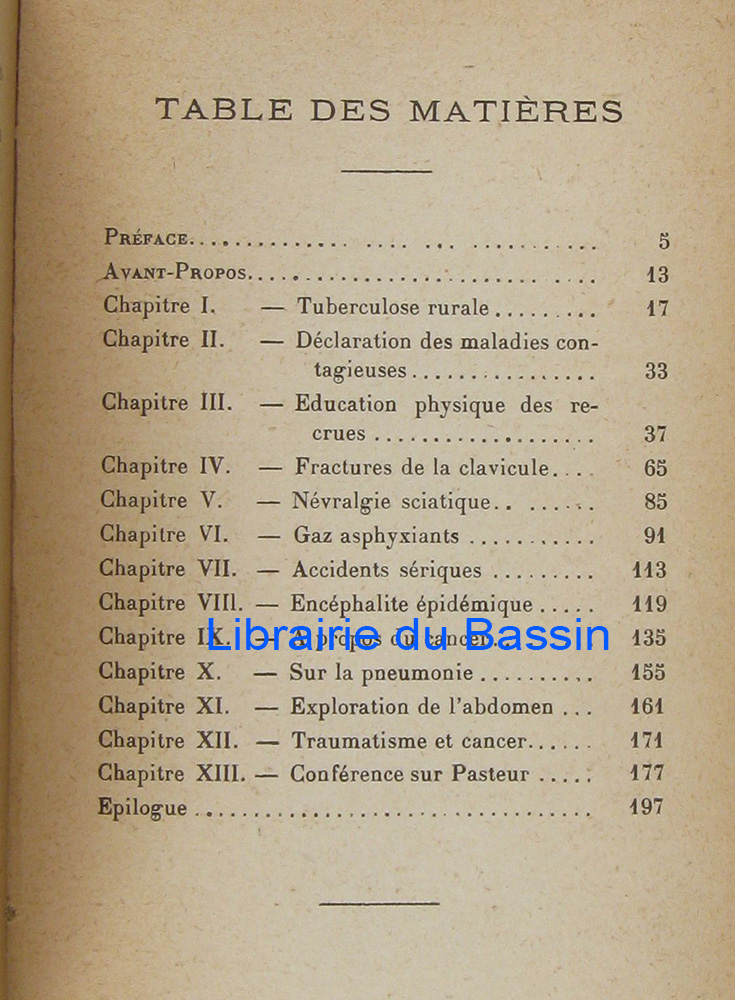 TABLE DES MATIÈRES
PRÉFACE.............. .... ... ............ 5
AVANT-PROPOS........................... .... 13
Chapitre I. — Tuberculose rurale......... 17
Chapitre II. — Déclaration des maladies con-
tagieuses................. 33
Chapitre III. — Education physique des re-
crues .................... 37
Chapitre IV. — Fractures de la clavicule.... 65
Chapitre V. — Névralgie sciatique.. ...... 85
Chapitre VI. — Gaz asphyxiants ........... 91
Chapitre VII. — Accidents sériques ......... 113
Chapitre VIII. — Encéphalite épidémique ..... 119
Chapitre IX. — A propos du cancer... 135
Librairie du Bassin
Chapitre X. — Sur la pneumonie .......... 155
Chapitre XI. — Exploration de l'abdomen ... 161
Chapitre XII. — Traumatisme et cancer...... 171
Chapitre XIII. — Conférence sur Pasteur ..... 177
Epilogue .................................. 197